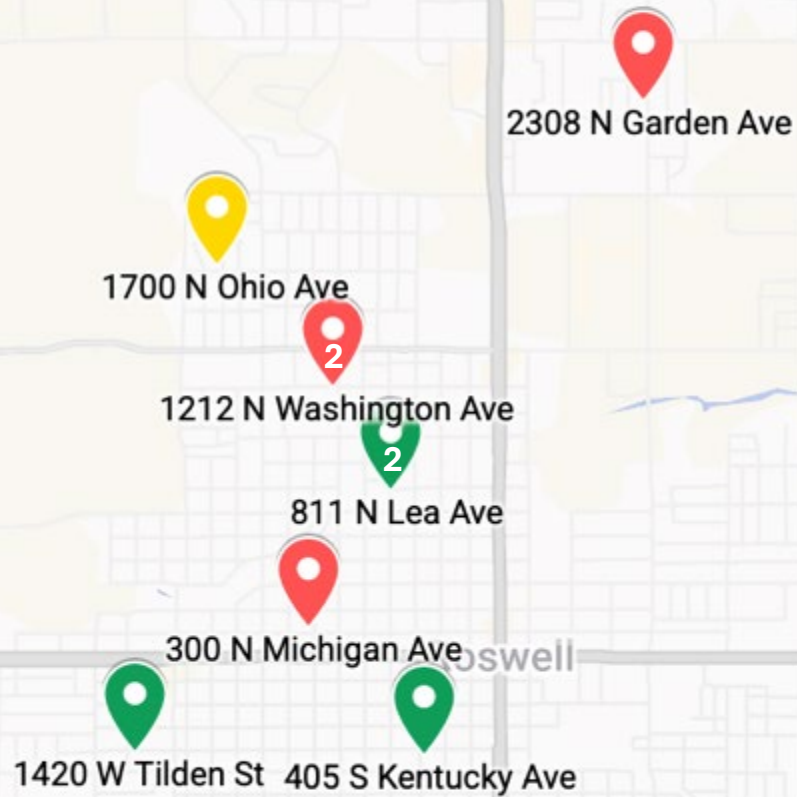 2308 N Garden Ave
1700 N Ohio Ave
2
1212 N Washington Ave
2
811 N Lea Ave
300 N Michigan Ave
Roswell
1420 W Tilden St
405 S Kentucky Ave